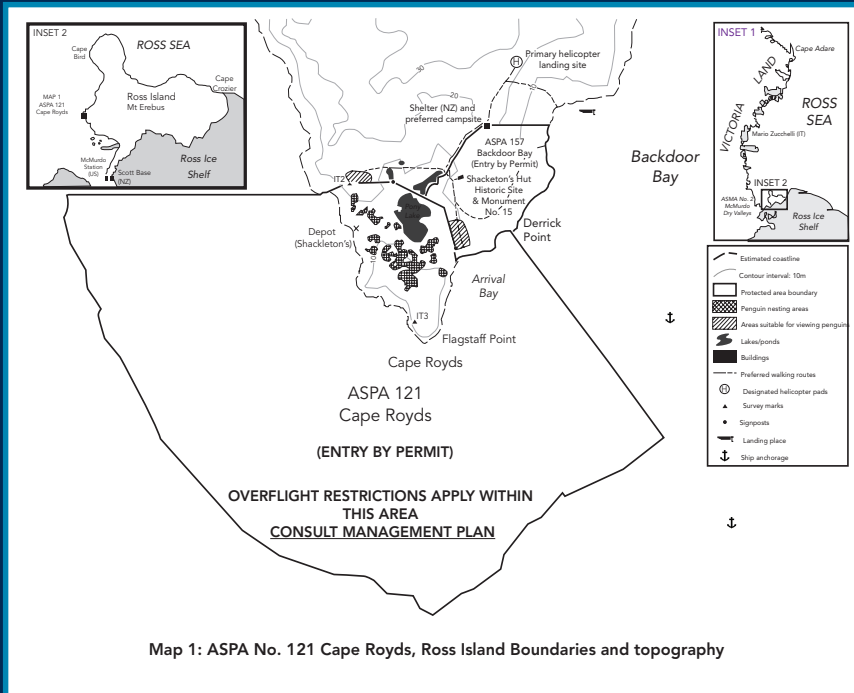 INSET 2
ROSS SEA
Cape
Bird
Cape
Crozier
Ross Island
Mt Erebus
MAP 1
ASPA 121
Cape Royds
McMurdo
Station
(US)
Scott Base
(NZ)
Ross Ice
Shelf
30
20
10
Primary helicopter
landing site
H
Shelter (NZ) and
preferred campsite
ASPA 157
Backdoor Bay
(Entry by Permit)
Shacketon's Hut
Historic Site
& Monument
No. 15
Backdoor
Bay
IT2
Pony
Lake
Depot
(Shackleton's)
10
Derrick
Point
Arrival
Bay
IT3
Flagstaff Point
Cape Royds
ASPA 121
Cape Royds
(ENTRY BY PERMIT)
OVERFLIGHT RESTRICTIONS APPLY WITHIN
THIS AREA
CONSULT MANAGEMENT PLAN
INSET 1
Cape Adare
VICTORIA LAND
ROSS
SEA
Mario Zucchelli (IT)
INSET 2
ASMA No. 2
McMurdo
Dry Valleys
Ross Ice
Shelf
Estimated coastline
Contour interval: 10m
Protected area boundary
Penguin nesting areas
Areas suitable for viewing penguins
Lakes/ponds
Buildings
Preferred walking routes
H Designated helicopter pads
Survey marks
Signposts
Landing place
Ship anchorage
Map 1: ASPA No. 121 Cape Royds, Ross Island Boundaries and topography